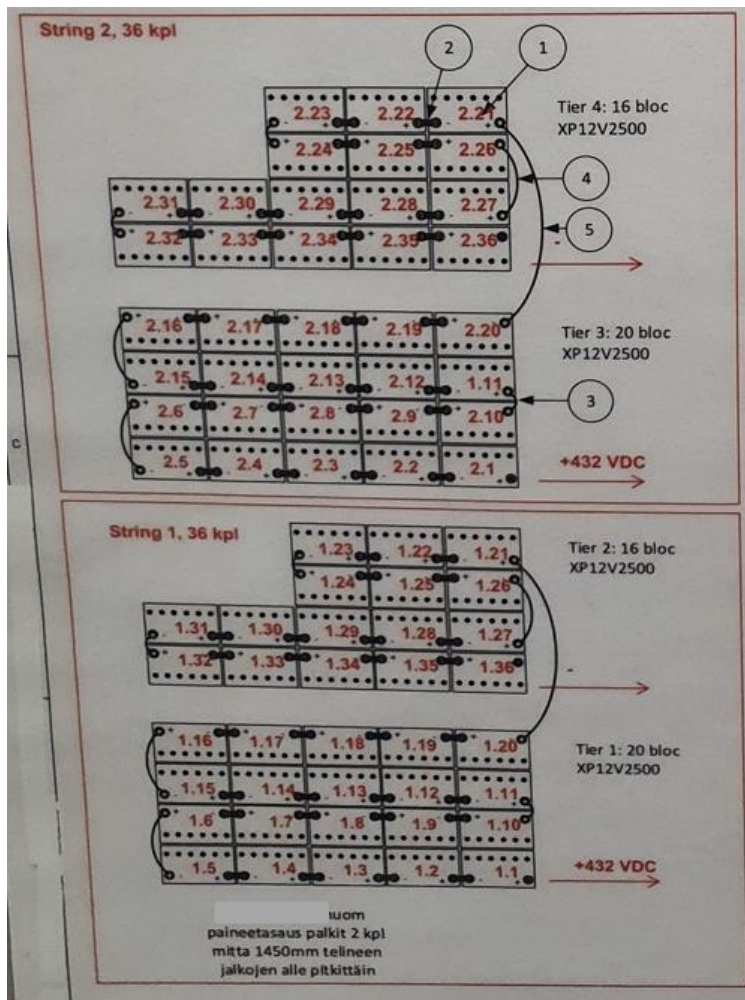 String 2, 36 kpl
2
1
2.23 2.22 2.21
Tier 4: 16 bloc
XP12V2500
2.24 2.25 2.26
4
2.31 2.30 2.29 2.28 2.27
5
2.32 2.33 2.34 2.35 2.36
-
2.16 2.17 2.18 2.19 2.20
Tier 3: 20 bloc
XP12V2500
2.15 2.14 2.13 2.12 1.11
3
2.6 2.7 2.8 2.9 2.10
C
2.5 2.4 2.3 2.2 2.1
+432 VDC
String 1, 36 kpl
1.23 1.22 1.21
Tier 2: 16 bloc
XP12V2500
1.24 1.25 1.26
1.31 1.30 1.29 1.28 1.27
1.32 1.33 1.34 1.35 1.36
-
1.16 1.17 1.18 1.19 1.20
Tier 1: 20 bloc
XP12V2500
1.15 1.14 1.13 1.12 1.11
1.6 1.7 1.8 1.9 1.10
1.5 1.4 1.3 1.2 1.1
+432 VDC
paineetasaus palkit 2 kpl
mitta 1450mm telineen
jalkojen alle pitkittäin